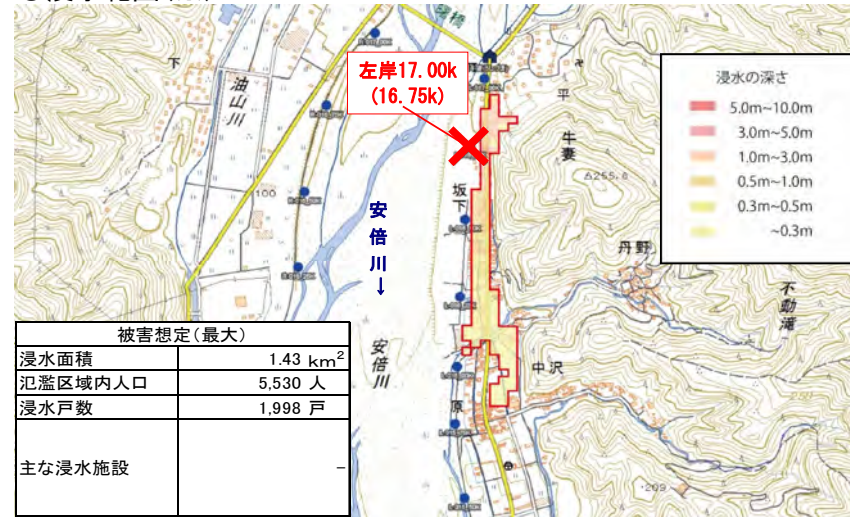 左岸17.00k
(16.75k)
浸水の深さ
5.0m~10.0m
3.0m~5.0m
1.0m~3.0m
0.5m~1.0m
0.3m~0.5m
~0.3m
下
油山川
平
牛妻
255.6
100
坂下
安倍川↓
丹野
不動滝
安倍川
中沢
原
209
被害想定(最大)
浸水面積 1.43 km²
氾濫区域内人口 5,530 人
浸水戸数 1,998 戸
主な浸水施設 -